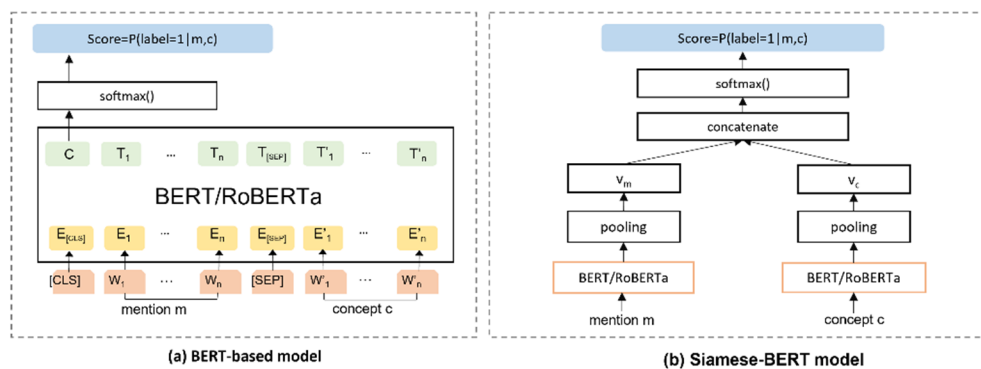 Score=P(label=1|m,c)
softmax()
C T1 ... Tn T[SEP] T'1 ... T'n
BERT/RoBERTa
E[CLS] E1 ... En E[SEP] E'1 ... E'n
[CLS] W1 ... Wn [SEP] W'1 ... W'n
mention m concept c
(a) BERT-based model
Score=P(label=1|m,c)
softmax()
concatenate
vm vc
pooling pooling
BERT/RoBERTa BERT/RoBERTa
mention m concept c
(b) Siamese-BERT model